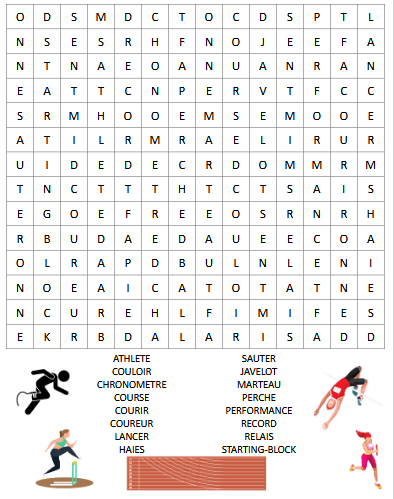 O D S M D C T O C D S P T L
N S E S R H F N O J E E F A
N T N A E O A N U A N R A N
E A T T C N P E R V T F C C
S R M H O O E M S E M O O E
A T I L R M R A E L I R U R
U I D E D E C R D O M M R M
T N C T T T H T C T S A I S
E G O E F R E E O S R N R H
R B U D A E D A U E E C O A
O L R A P D B U L N L E N I
N O E A I C A T O T A T N E
N C U R E H L F I M I F E S
E K R B D A L A R I S A D D
ATHLETE SAUTER
COULOIR JAVELOT
CHRONOMETRE MARTEAU
COURSE PERCHE
COURIR PERFORMANCE
COUREUR RECORD
LANCER RELAIS
HAIES STARTING-BLOCK